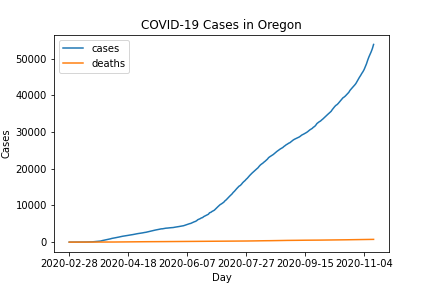 COVID-19 Cases in Oregon
cases
deaths
Cases
50000
40000
30000
20000
10000
0
2020-02-28 2020-04-18 2020-06-07 2020-07-27 2020-09-15 2020-11-04
Day